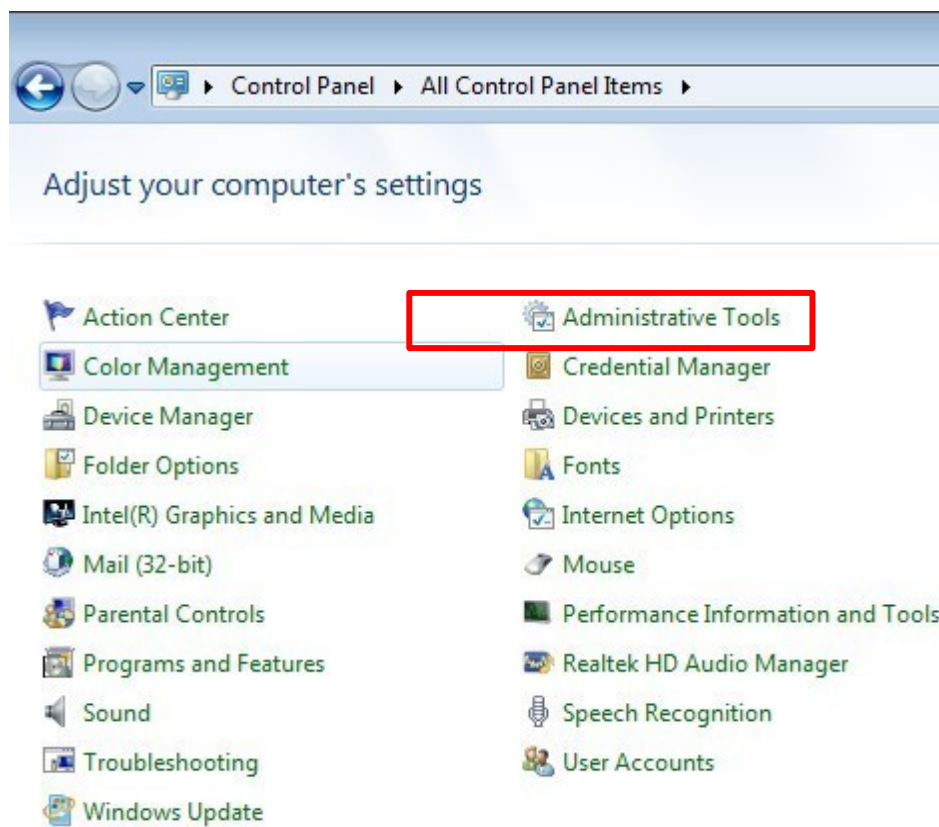 Control Panel All Control Panel Items
Adjust your computer's settings
Action Center
Administrative Tools
Color Management
Credential Manager
Device Manager
Devices and Printers
Folder Options
Fonts
Intel(R) Graphics and Media
Internet Options
Mail (32-bit)
Mouse
Parental Controls
Performance Information and Tools
Programs and Features
Realtek HD Audio Manager
Sound
Speech Recognition
Troubleshooting
User Accounts
Windows Update